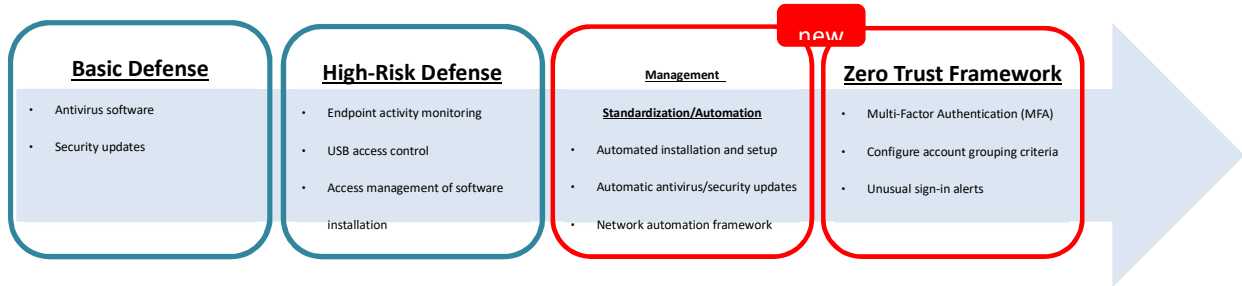 new
Basic Defense
• Antivirus software
• Security updates
High-Risk Defense
• Endpoint activity monitoring
• USB access control
• Access management of software
installation
Management
Standardization/Automation
• Automated installation and setup
• Automatic antivirus/security updates
• Network automation framework
Zero Trust Framework
• Multi-Factor Authentication (MFA)
• Configure account grouping criteria
• Unusual sign-in alerts